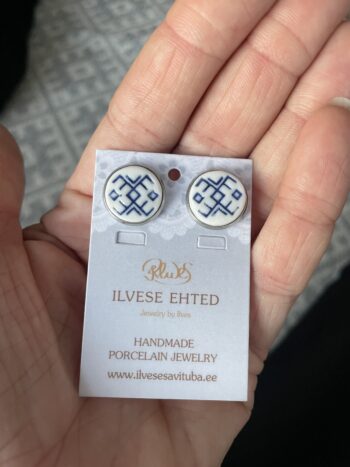 ILVESE EHTED
Jewelry by Ilves
HANDMADE
PORCELAIN JEWELRY
www.ilvesesavituba.ee